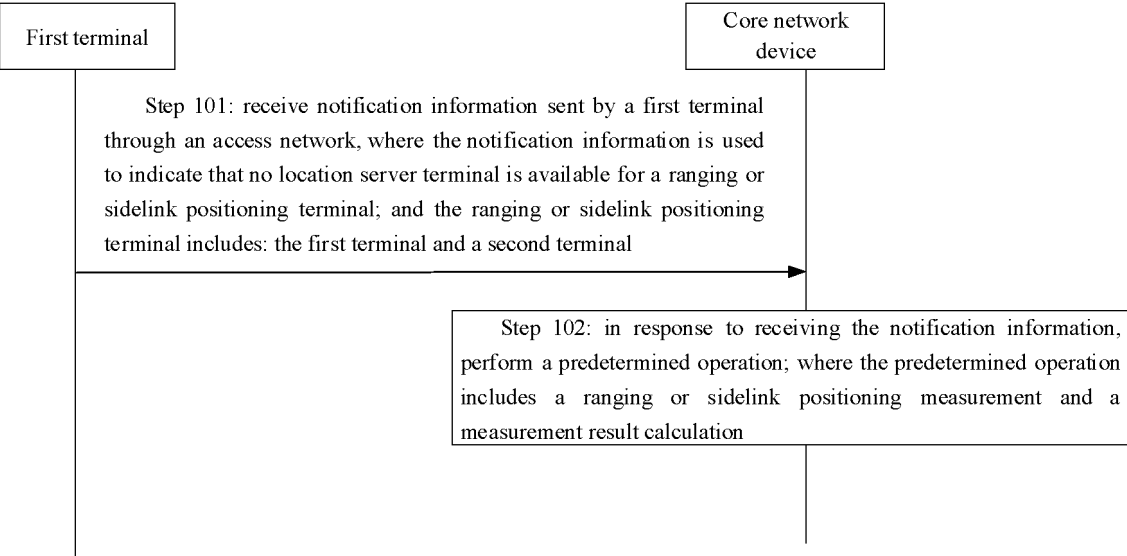 First terminal
Core network
device
Step 101: receive notification information sent by a first terminal
through an access network, where the notification information is used
to indicate that no location server terminal is available for a ranging or
sidelink positioning terminal; and the ranging or sidelink positioning
terminal includes: the first terminal and a second terminal
Step 102: in response to receiving the notification information,
perform a predetermined operation; where the predetermined operation
includes a ranging or sidelink positioning measurement and a
measurement result calculation